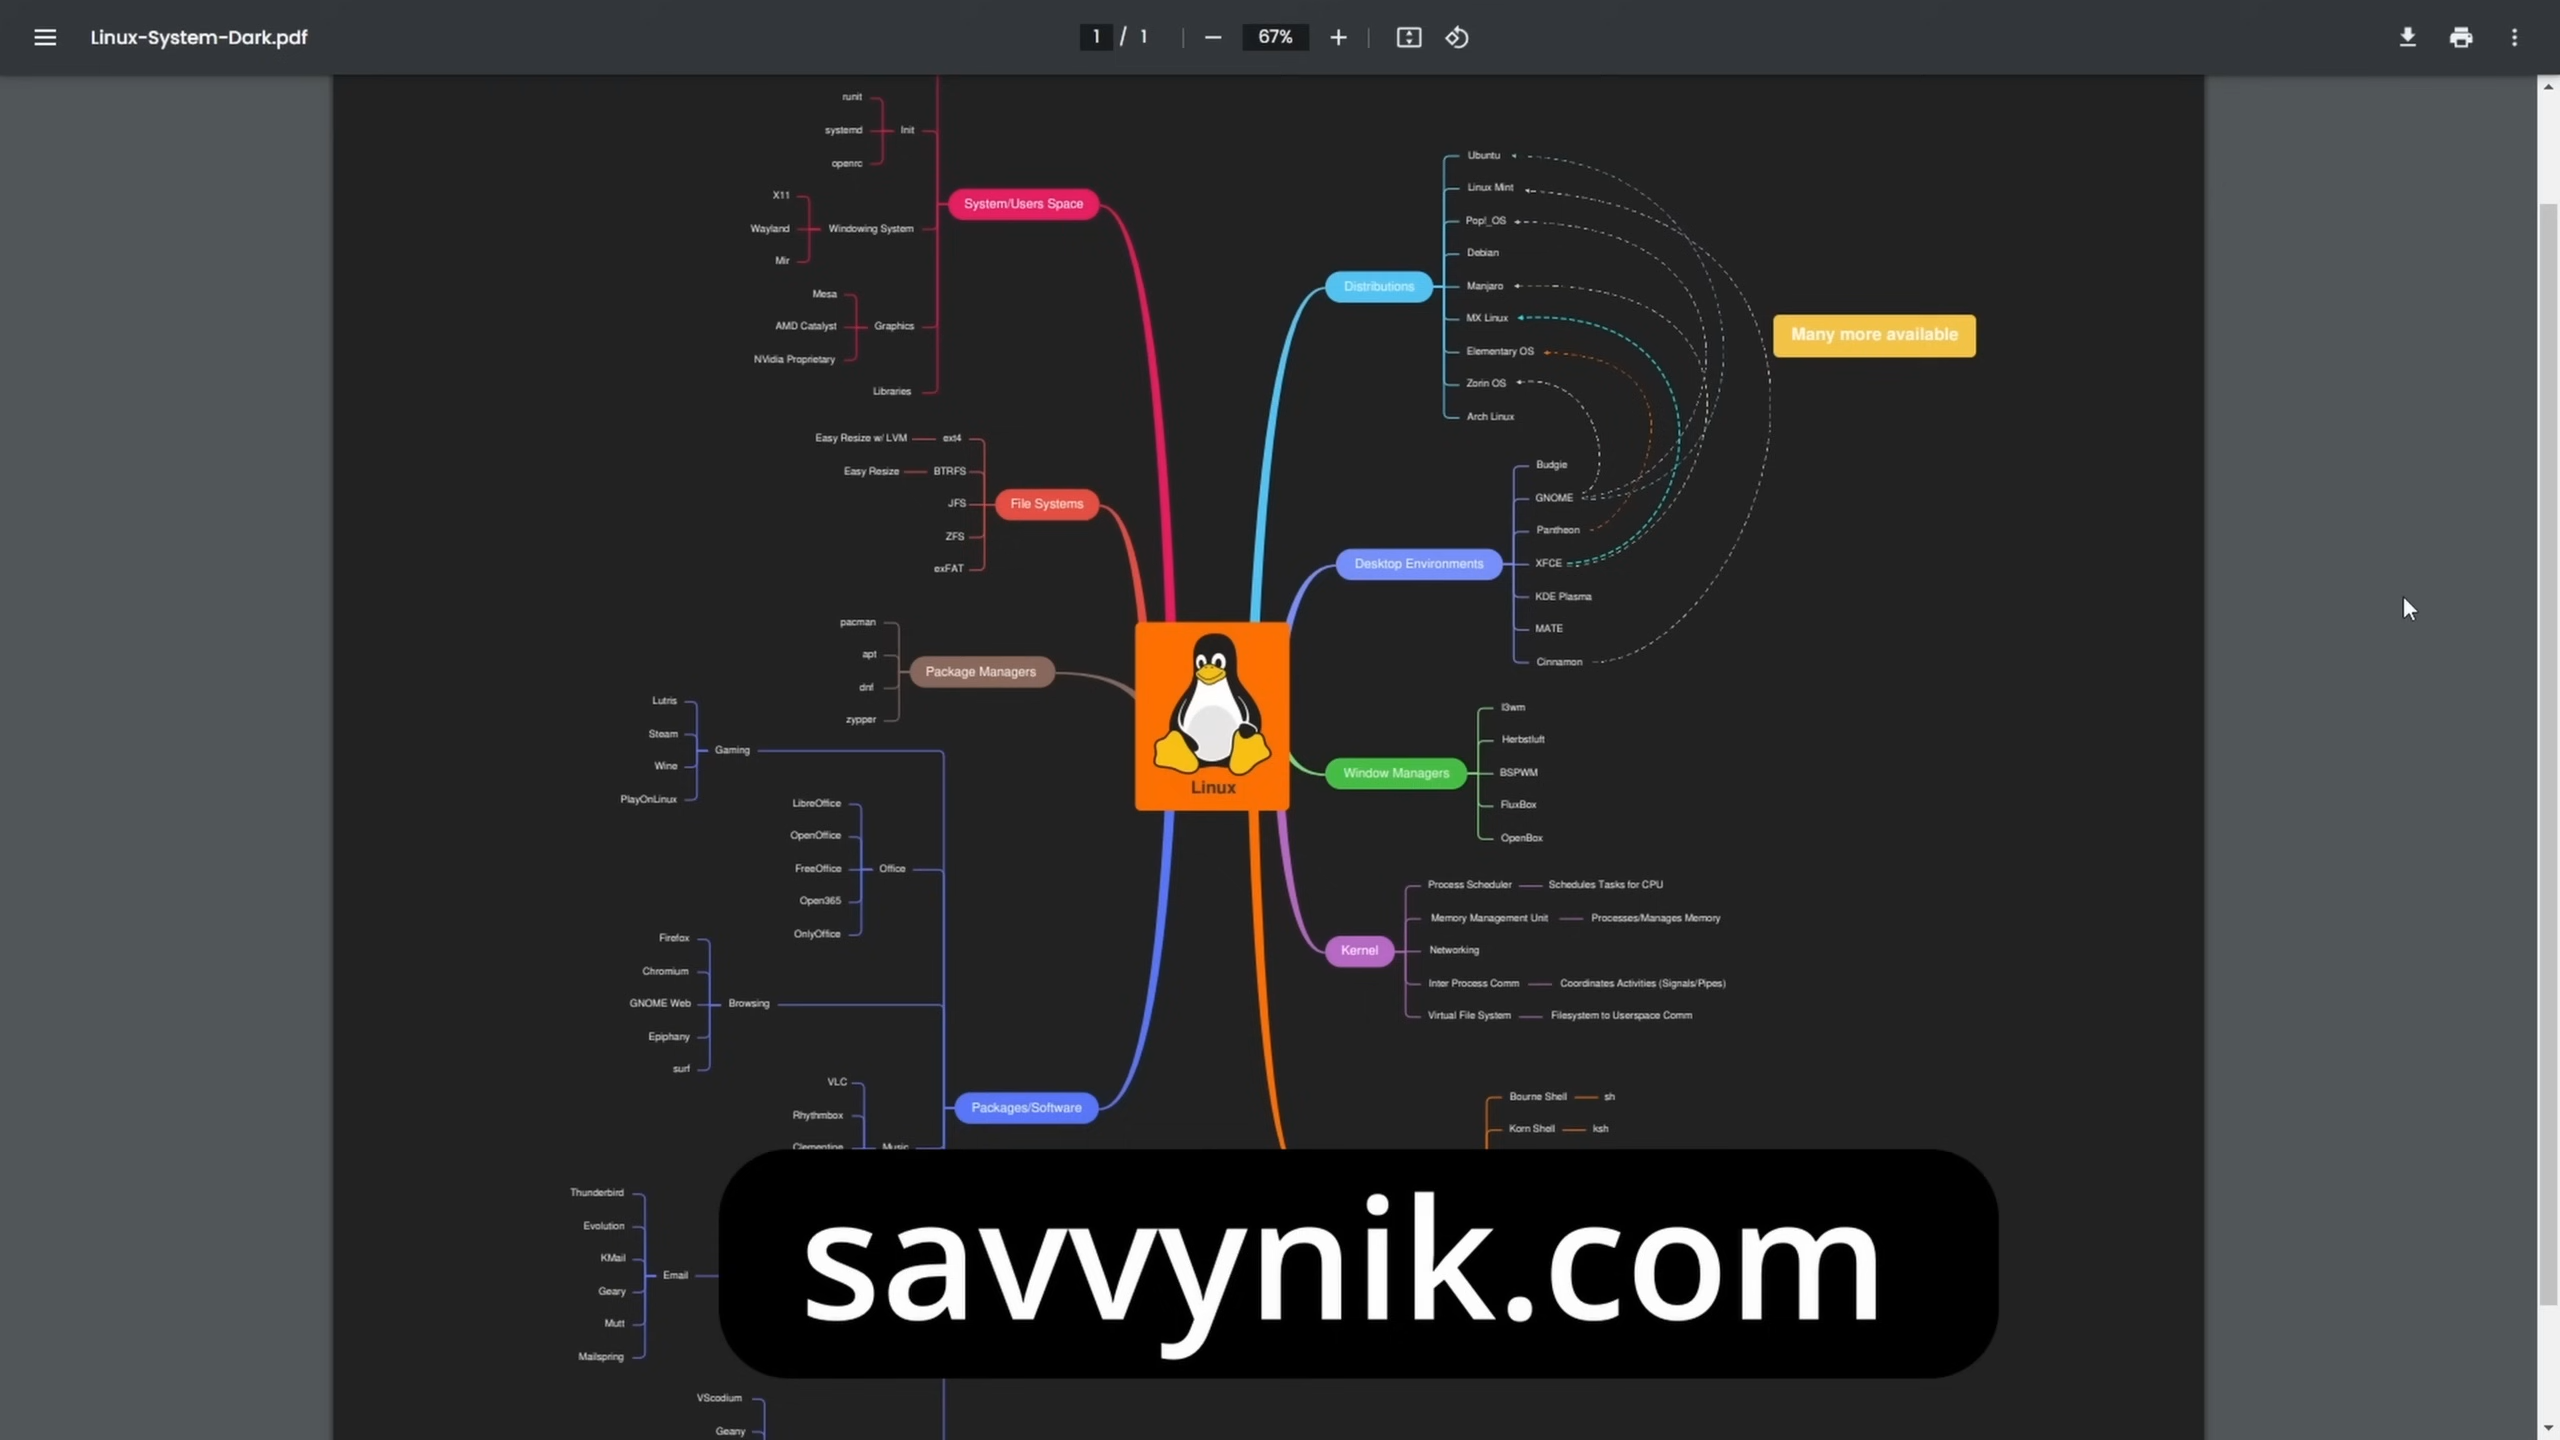 Linux-System-Dark.pdf
1 / 1
67%
runit
systemd
openrc
Init
X11
Wayland
Mir
Windowing System
Mesa
AMD Catalyst
NVidia Proprietary
Graphics
Libraries
System/Users Space
Easy Resize w/ LVM
ext4
Easy Resize
BTRFS
JFS
ZFS
exFAT
File Systems
pacman
apt
dnf
zypper
Package Managers
Lutris
Steam
Wine
PlayOnLinux
Gaming
LibreOffice
OpenOffice
FreeOffice
Open365
OnlyOffice
Office
Firefox
Chromium
GNOME Web
Epiphany
surf
Browsing
VLC
Rhythmbox
Clementine
Music
Packages/Software
Thunderbird
Evolution
KMail
Geary
Mutt
Mailspring
Email
VScodium
Geany
Linux
Distributions
Ubuntu
Linux Mint
Pop!_OS
Debian
Manjaro
MX Linux
Elementary OS
Zorin OS
Arch Linux
Many more available
Desktop Environments
Budgie
GNOME
Pantheon
XFCE
KDE Plasma
MATE
Cinnamon
Window Managers
I3wm
Herbstluft
BSPWM
FluxBox
OpenBox
Kernel
Process Scheduler
Schedules Tasks for CPU
Memory Management Unit
Processes/Manages Memory
Networking
Inter Process Comm
Coordinates Activities (Signals/Pipes)
Virtual File System
Filesystem to Userspace Comm
Bourne Shell
sh
Korn Shell
ksh
savvynik.com